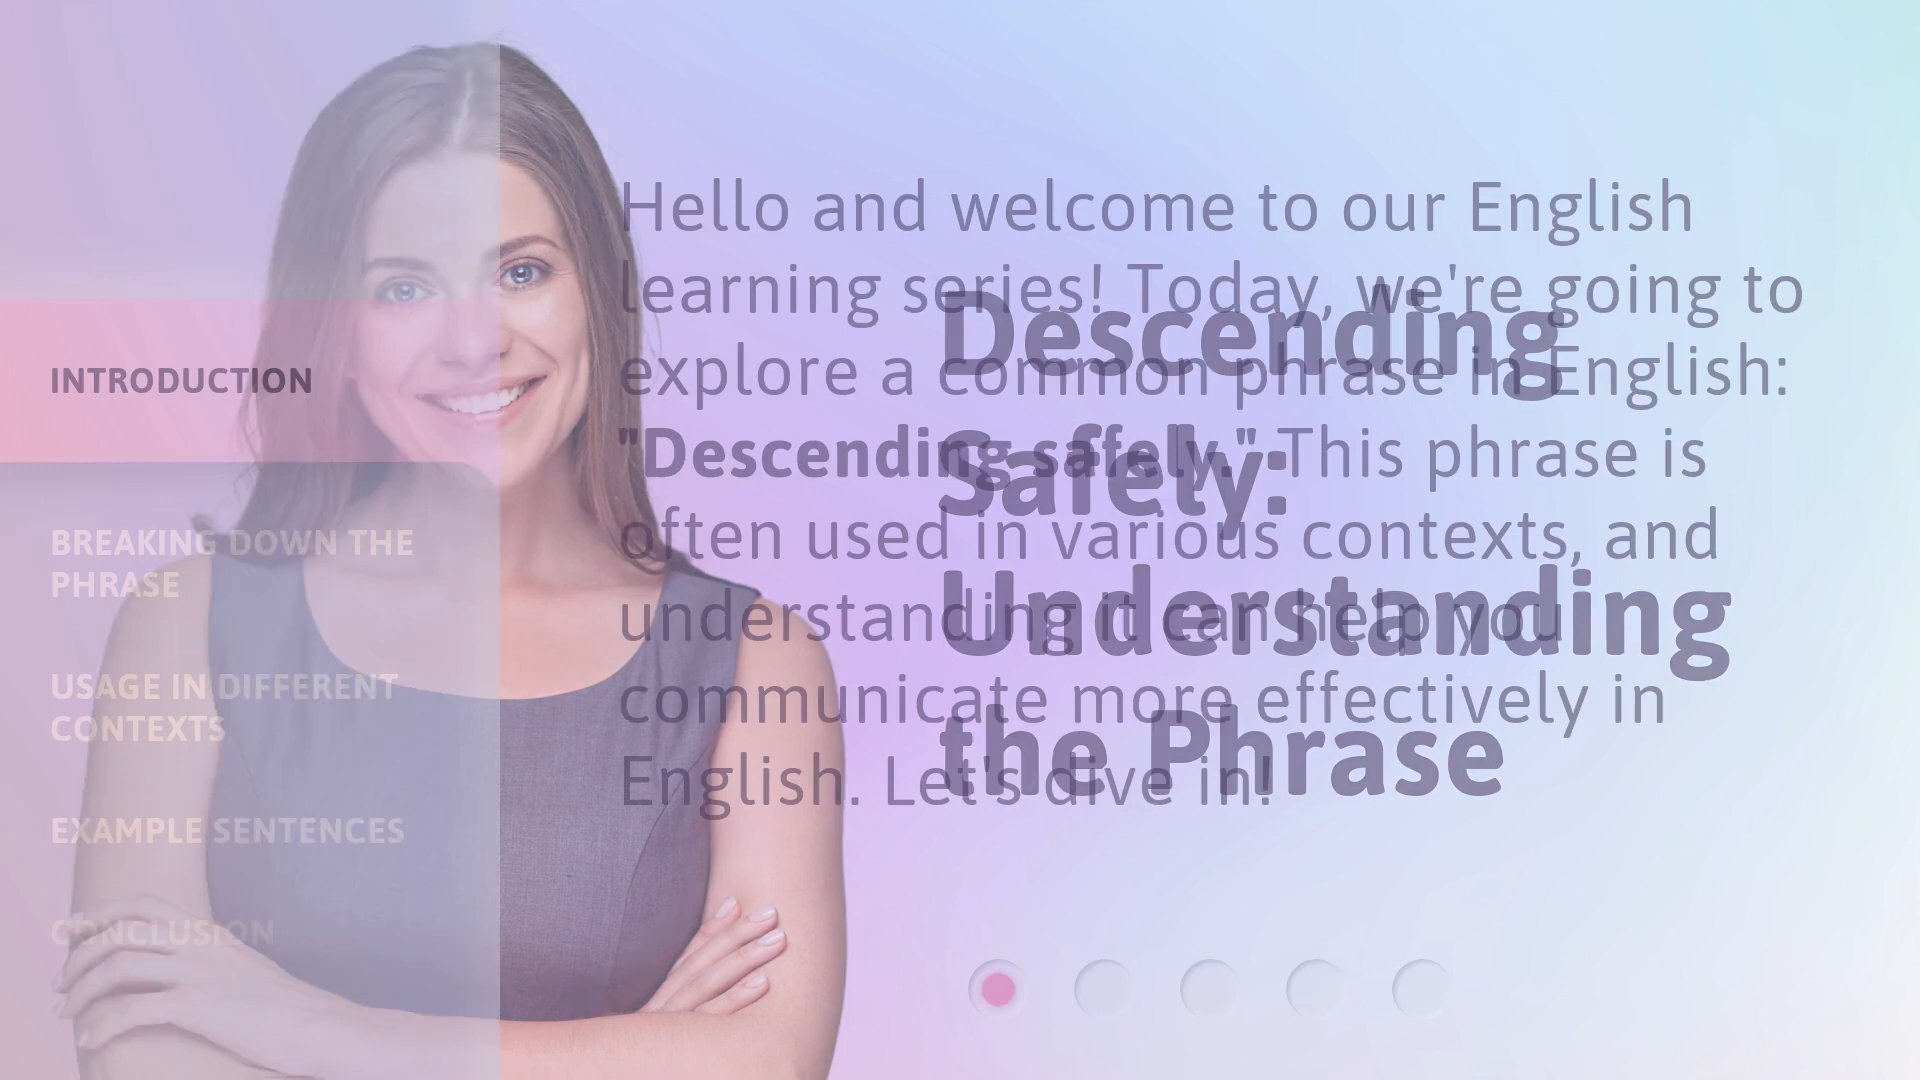 INTRODUCTION
BREAKING DOWN THE
PHRASE
USAGE IN DIFFERENT
CONTEXTS
EXAMPLE SENTENCES
CONCLUSION
Hello and welcome to our English
learning series! Today, we're going to
explore a common phrase in English:
"Descending safely." This phrase is
often used in various contexts, and
understanding it can help you
communicate more effectively in
English. Let's dive in!
Descending
Safely:
Understanding
the Phrase